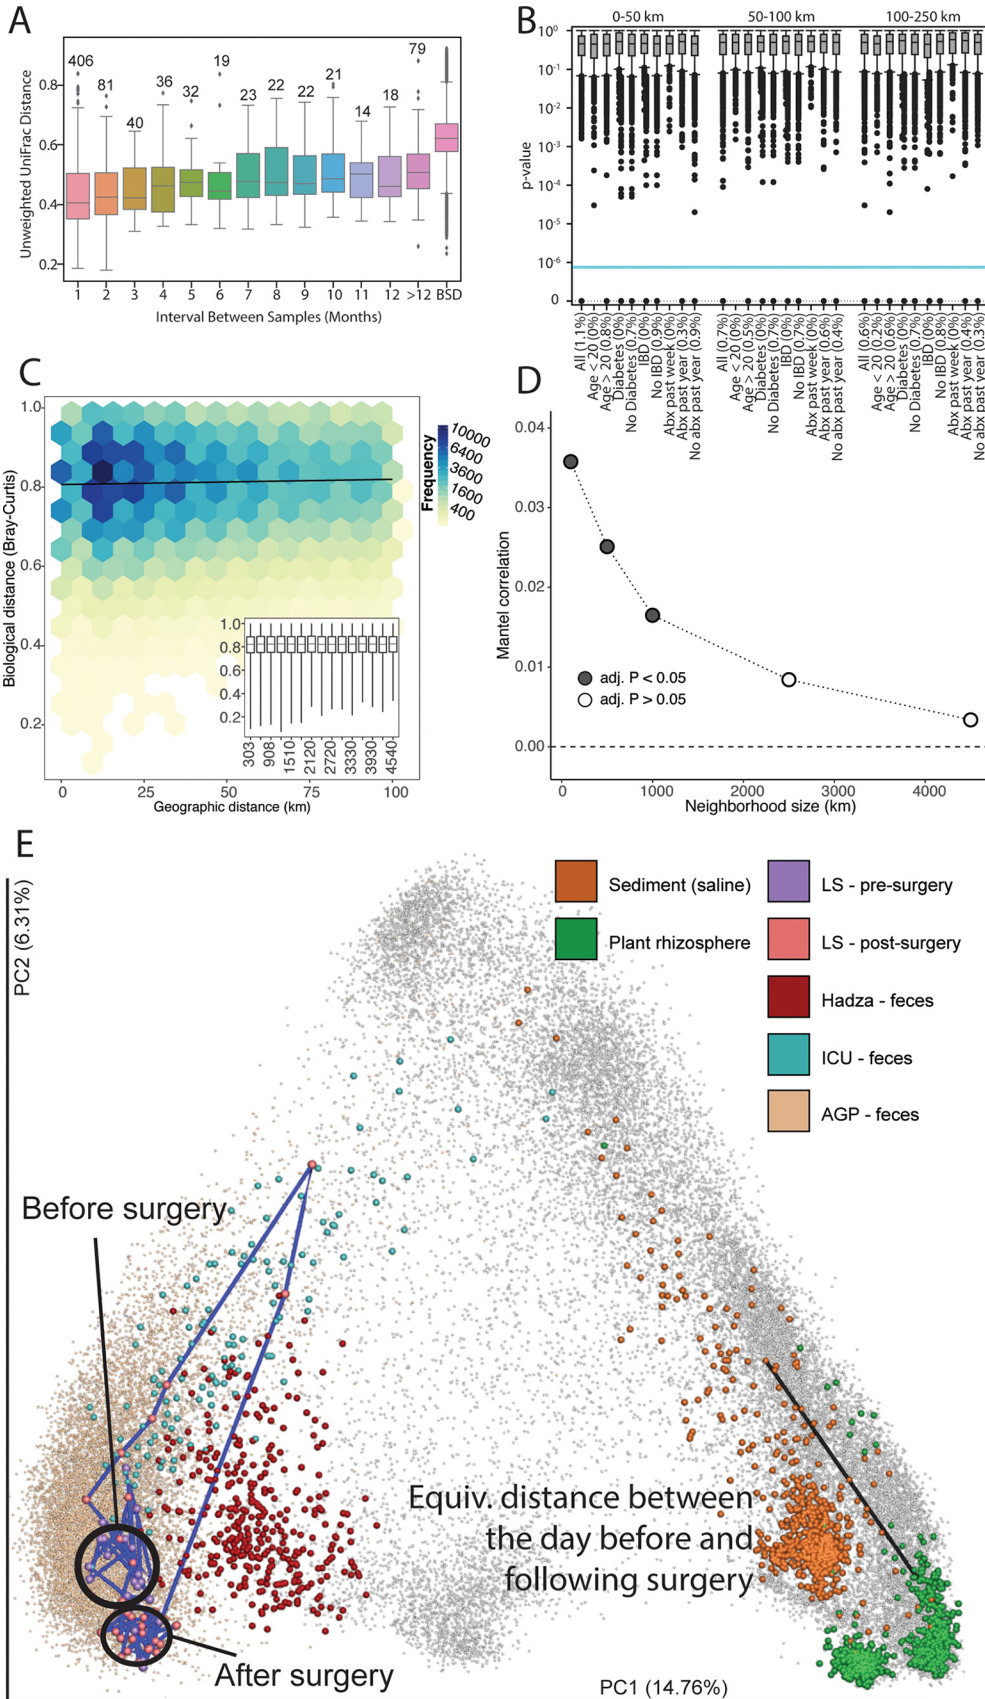 A
Unweighted UniFrac Distance
0.8
0.6
0.4
0.2
406
81
40
36
32
19
23
22
22
21
14
18
79
1
2
3
4
5
6
7
8
9
10
11
12
>12
BSD
Interval Between Samples (Months)
B
0-50 km
50-100 km
100-250 km
p-value
10⁰
10⁻¹
10⁻²
10⁻³
10⁻⁴
10⁻⁵
10⁻⁶
0
All (1.1%)
Age < 20 (0%)
Age > 20 (0.8%)
Diabetes (0%)
No Diabetes (0.7%)
IBD (0%)
No IBD (0.9%)
Abx past week (0%)
Abx past year (0.3%)
No abx past year (0.9%)
All (0.7%)
Age < 20 (0%)
Age > 20 (0.5%)
Diabetes (0%)
No Diabetes (0.7%)
IBD (0%)
No IBD (0.7%)
Abx past week (0%)
Abx past year (0.6%)
No abx past year (0.4%)
All (0.6%)
Age < 20 (0.2%)
Age > 20 (0.6%)
Diabetes (0%)
No Diabetes (0.7%)
IBD (0%)
No IBD (0.8%)
Abx past week (0%)
Abx past year (0.4%)
No abx past year (0.3%)
C
Biological distance (Bray-Curtis)
1.0
0.8
0.6
0.4
0.2
0
25
50
75
100
Geographic distance (km)
Frequency
10000
6400
3600
1600
400
1.0
0.8
0.6
0.4
0.2
303
908
1510
2120
2720
3330
3930
4540
D
Mantel correlation
0.04
0.03
0.02
0.01
0.00
adj. P < 0.05
adj. P > 0.05
0
1000
2000
3000
4000
Neighborhood size (km)
E
PC2 (6.31%)
Sediment (saline)
Plant rhizosphere
LS - pre-surgery
LS - post-surgery
Hadza - feces
ICU - feces
AGP - feces
Before surgery
Equiv. distance between
the day before and
following surgery
After surgery
PC1 (14.76%)